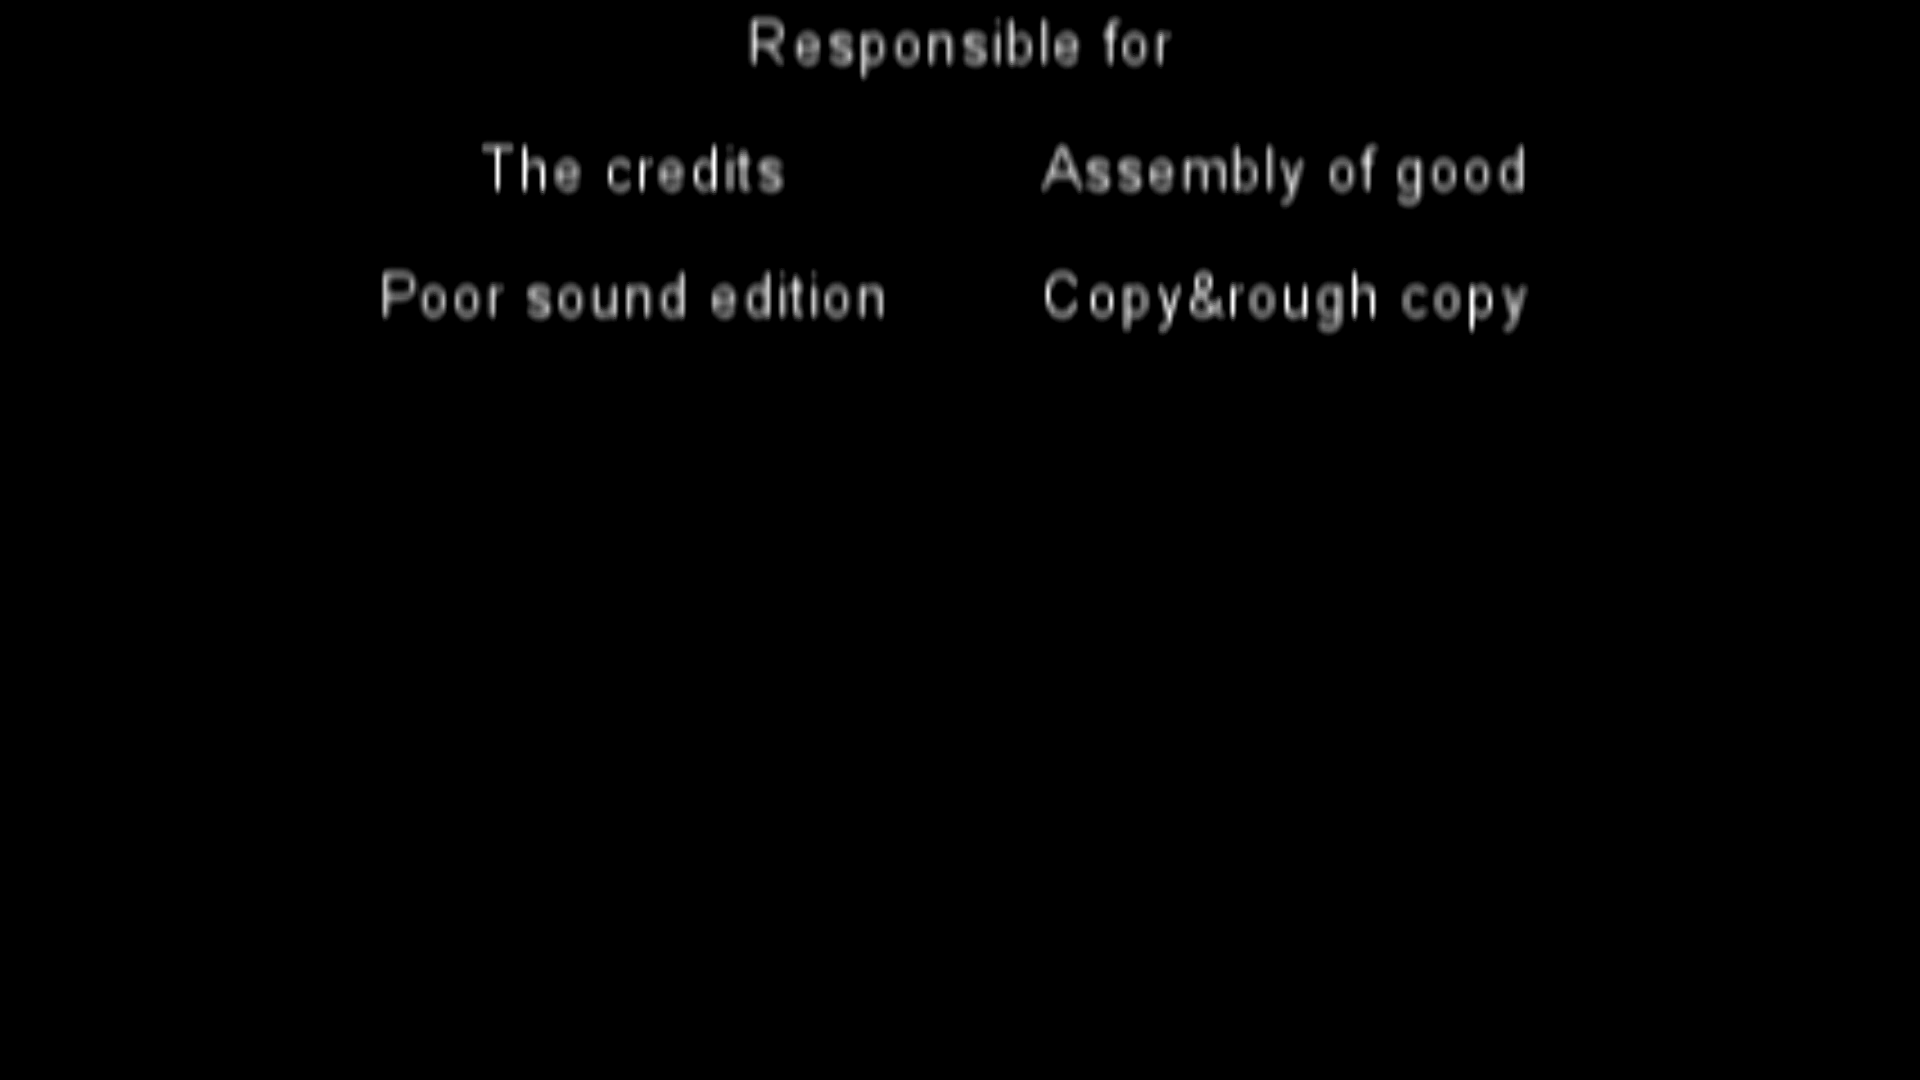 Responsible for
The credits Assembly of good
Poor sound edition Copy&rough copy